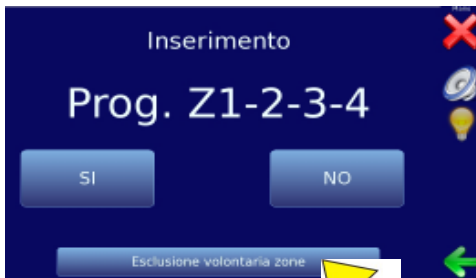 Inserimento
Prog. Z1-2-3-4
SI
NO
Esclusione volontaria zone